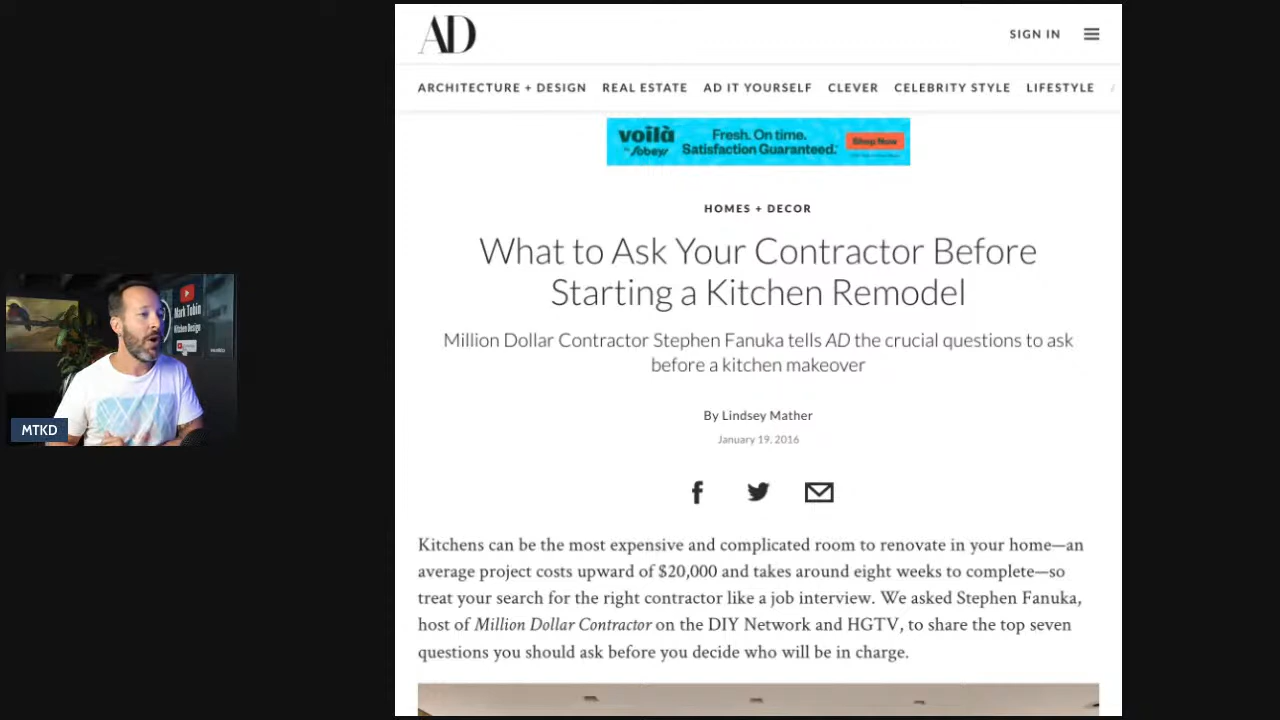 AD
SIGN IN
ARCHITECTURE + DESIGN REAL ESTATE AD IT YOURSELF CLEVER CELEBRITY STYLE LIFESTYLE
voilà
by Sobeys
Fresh. On time.
Satisfaction Guaranteed.
Shop Now
HOMES + DECOR
What to Ask Your Contractor Before
Starting a Kitchen Remodel
Million Dollar Contractor Stephen Fanuka tells AD the crucial questions to ask
before a kitchen makeover
By Lindsey Mather
January 19, 2016
Mark Tobin
Kitchen Design
MTKD
Kitchens can be the most expensive and complicated room to renovate in your home—an
average project costs upward of $20,000 and takes around eight weeks to complete—so
treat your search for the right contractor like a job interview. We asked Stephen Fanuka,
host of Million Dollar Contractor on the DIY Network and HGTV, to share the top seven
questions you should ask before you decide who will be in charge.